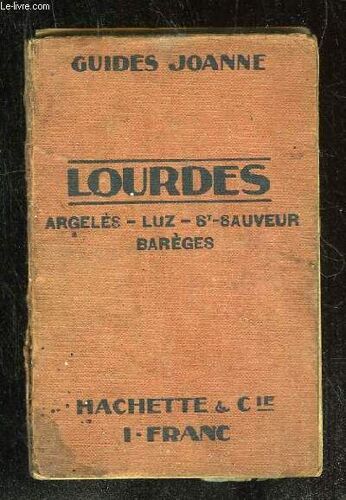 Le-livre.com
GUIDES JOANNE
LOURDES
ARGELÈS - LUZ - ST-SAUVEUR
BARÈGES
HACHETTE & CIE
1 · FRANC